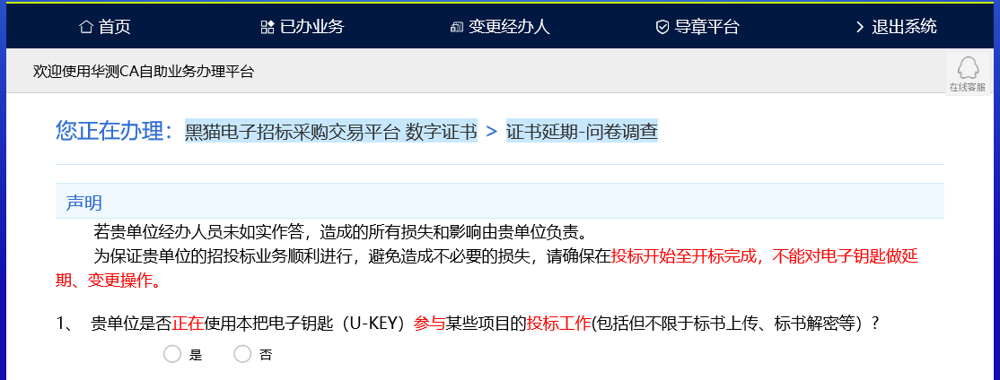 首页 已办业务 变更经办人 导章平台 退出系统
欢迎使用华测CA自助业务办理平台
在线客服
您正在办理：黑猫电子招标采购交易平台 数字证书 > 证书延期-问卷调查
声明
若贵单位经办人员未如实作答，造成的所有损失和影响由贵单位负责。
为保证贵单位的招投标业务顺利进行，避免造成不必要的损失，请确保在投标开始至开标完成，不能对电子钥匙做延
期、变更操作。
1、 贵单位是否正在使用本把电子钥匙（U-KEY）参与某些项目的投标工作(包括但不限于标书上传、标书解密等）?
是 否